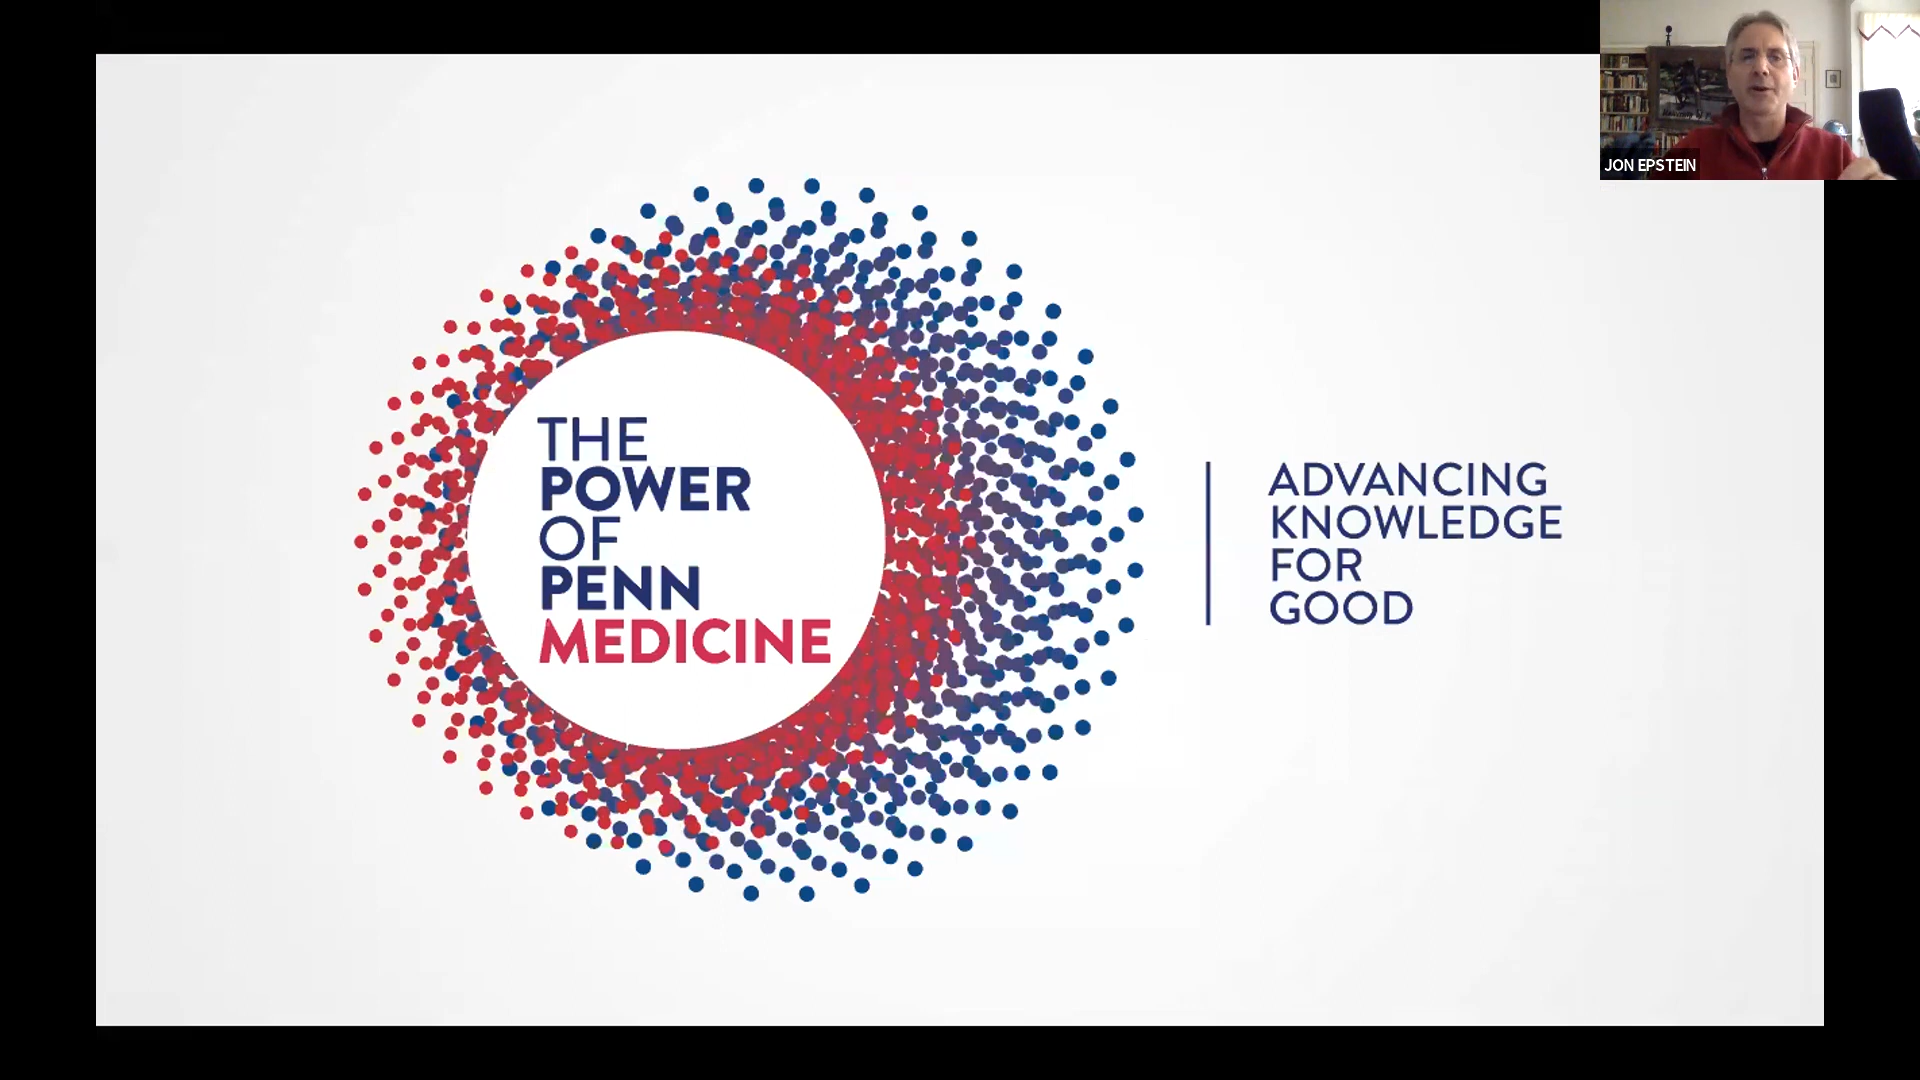 JON EPSTEIN
THE
POWER
OF
PENN
MEDICINE
ADVANCING
KNOWLEDGE
FOR
GOOD